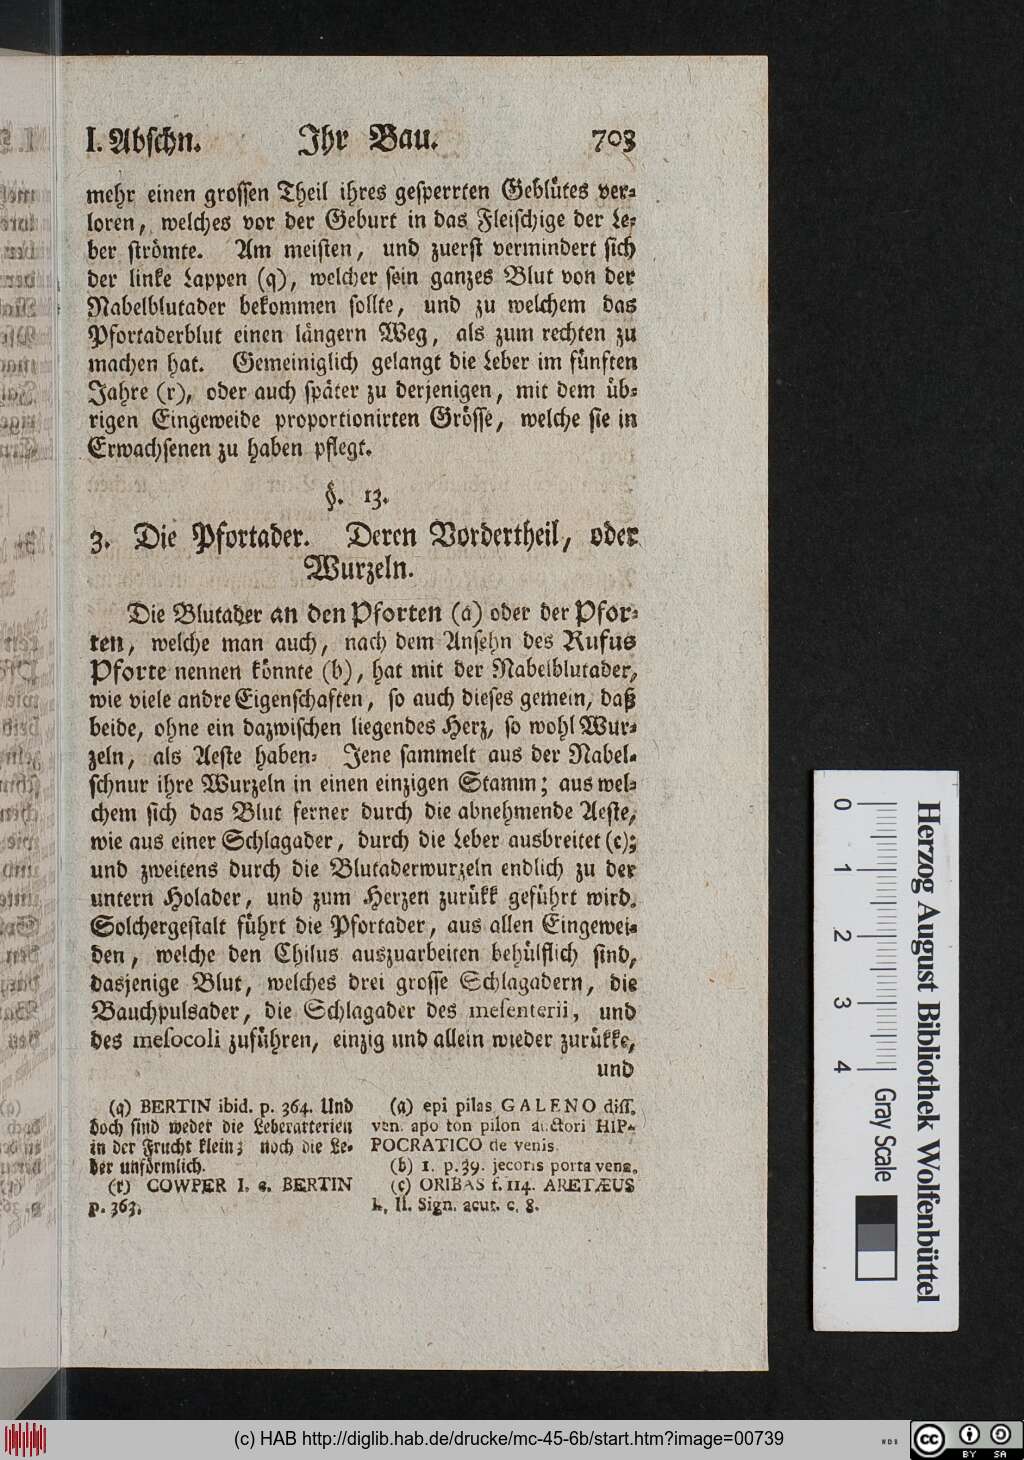 I. Abschn. Ihr Bau. 703
mehr einen grossen Theil ihres gesperrten Geblütes ver-
loren, welches vor der Geburt in das Fleischige der Le-
ber strömte. Am meisten, und zuerst vermindert sich
der linke Lappen (q), welcher sein ganzes Blut von der
Nabelblutader bekommen sollte, und zu welchem das
Pfortaderblut einen längern Weg, als zum rechten zu
machen hat. Gemeiniglich gelangt die Leber im fünften
Jahre (r), oder auch später zu derjenigen, mit dem üb-
rigen Eingeweide proportionirten Grösse, welche sie in
Erwachsenen zu haben pflegt.
§. 13.
3. Die Pfortader. Deren Vordertheil, oder
Wurzeln.
Die Blutader an den Pforten (a) oder der Pfor-
ten, welche man auch, nach dem Ansehn des Rufus
Pforte nennen könnte (b), hat mit der Nabelblutader,
wie viele andre Eigenschaften, so auch dieses gemein, daß
beide, ohne ein dazwischen liegendes Herz, so wohl Wur-
zeln, als Aeste haben: Jene sammelt aus der Nabel-
schnur ihre Wurzeln in einen einzigen Stamm; aus wel-
chem sich das Blut ferner durch die abnehmende Aeste,
wie aus einer Schlagader, durch die Leber ausbreitet (c);
und zweitens durch die Blutaderwurzeln endlich zu der
untern Holader, und zum Herzen zurükk geführt wird.
Solchergestalt führt die Pfortader, aus allen Eingewei-
den, welche den Chilus auszuarbeiten behülflich sind,
dasjenige Blut, welches drei grosse Schlagadern, die
Bauchpulsader, die Schlagader des mesenterii, und
des mesocoli zuführen, einzig und allein wieder zurükke,
und
(q) BERTIN ibid. p. 364. Und
doch sind weder die Leberarterien
in der Frucht klein; noch die Le-
ber unförmlich.
(r) COWPER I. c. BERTIN
p. 363.
(a) epi pilas GALENO diss.
ven. apo ton pilon auctori HIP-
POCRATICO de venis.
(b) I. p. 39. jecoris porta vena.
(c) ORIBAS f. 114. ARETÆUS
k. II. Sign. acut. c. 8.
0 1 2 3 4
Gray Scale
Herzog August Bibliothek Wolfenbüttel
(c) HAB http://diglib.hab.de/drucke/mc-45-6b/start.htm?image=00739
WDB
cc BY SA